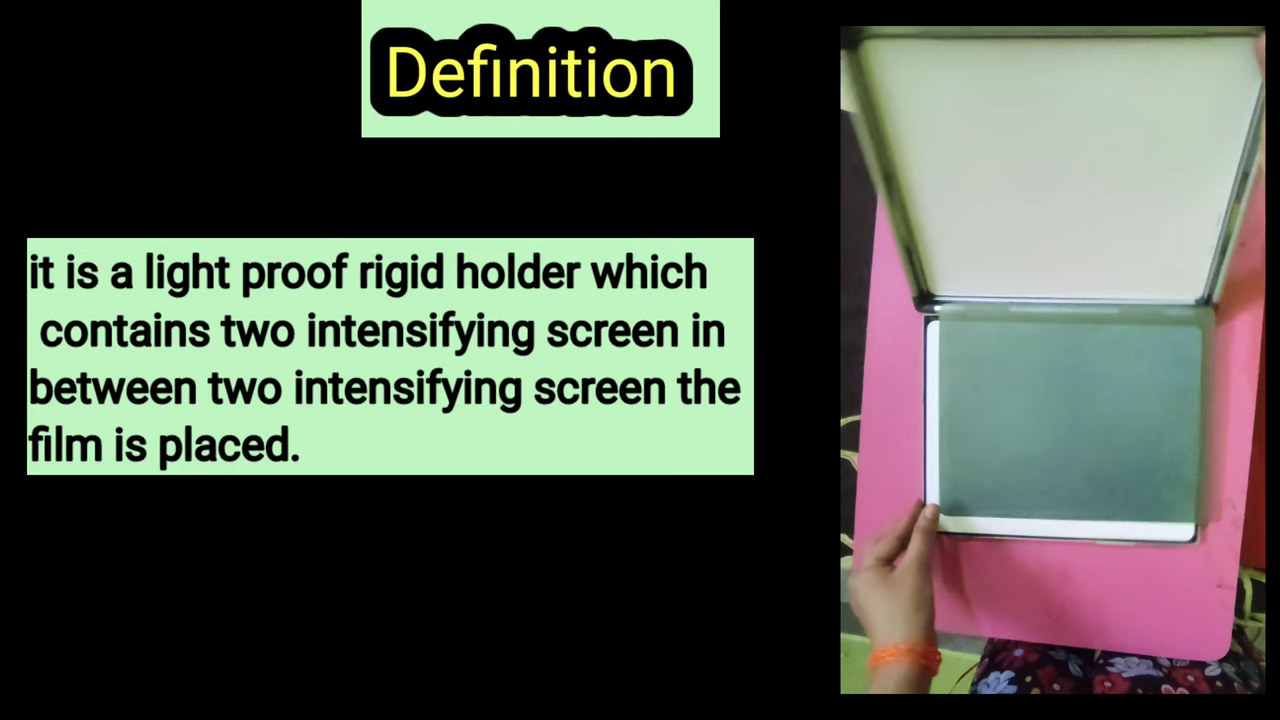 Definition
it is a light proof rigid holder which
contains two intensifying screen in
between two intensifying screen the
film is placed.